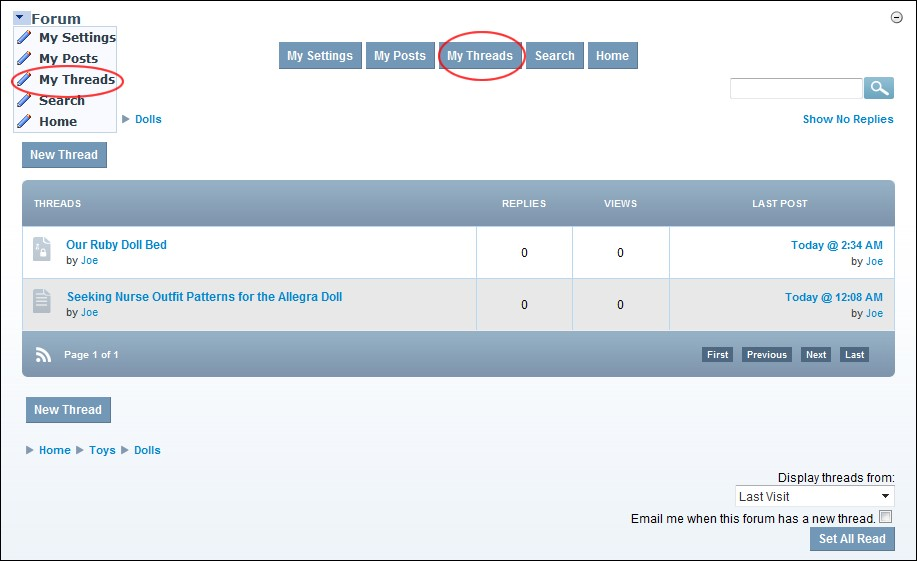 Forum
My Settings
My Posts
My Threads
Search
Home
My Settings My Posts My Threads Search Home
Dolls
Show No Replies
New Thread
THREADS REPLIES VIEWS LAST POST
Our Ruby Doll Bed 0 0 Today @ 2:34 AM
by Joe by Joe
Seeking Nurse Outfit Patterns for the Allegra Doll 0 0 Today @ 12:08 AM
by Joe by Joe
Page 1 of 1 First Previous Next Last
New Thread
Home Toys Dolls
Display threads from:
Last Visit
Email me when this forum has a new thread.
Set All Read